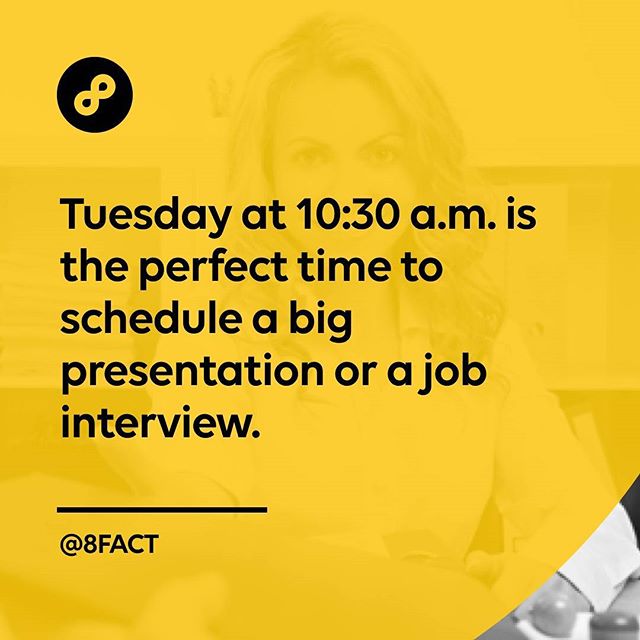 Tuesday at 10:30 a.m. is
the perfect time to
schedule a big
presentation or a job
interview.
@8FACT